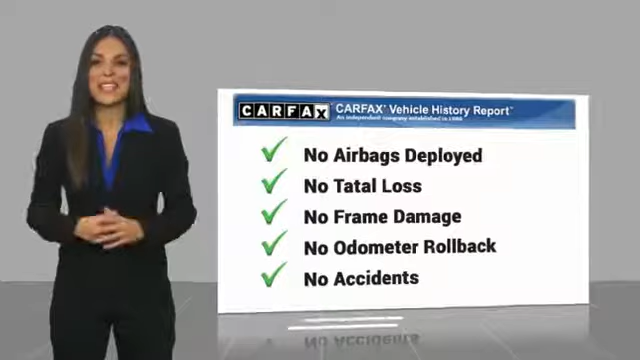 CARFAX CARFAX Vehicle History Report™
An independent company established in 1986
No Airbags Deployed
No Tatal Loss
No Frame Damage
No Odometer Rollback
No Accidents